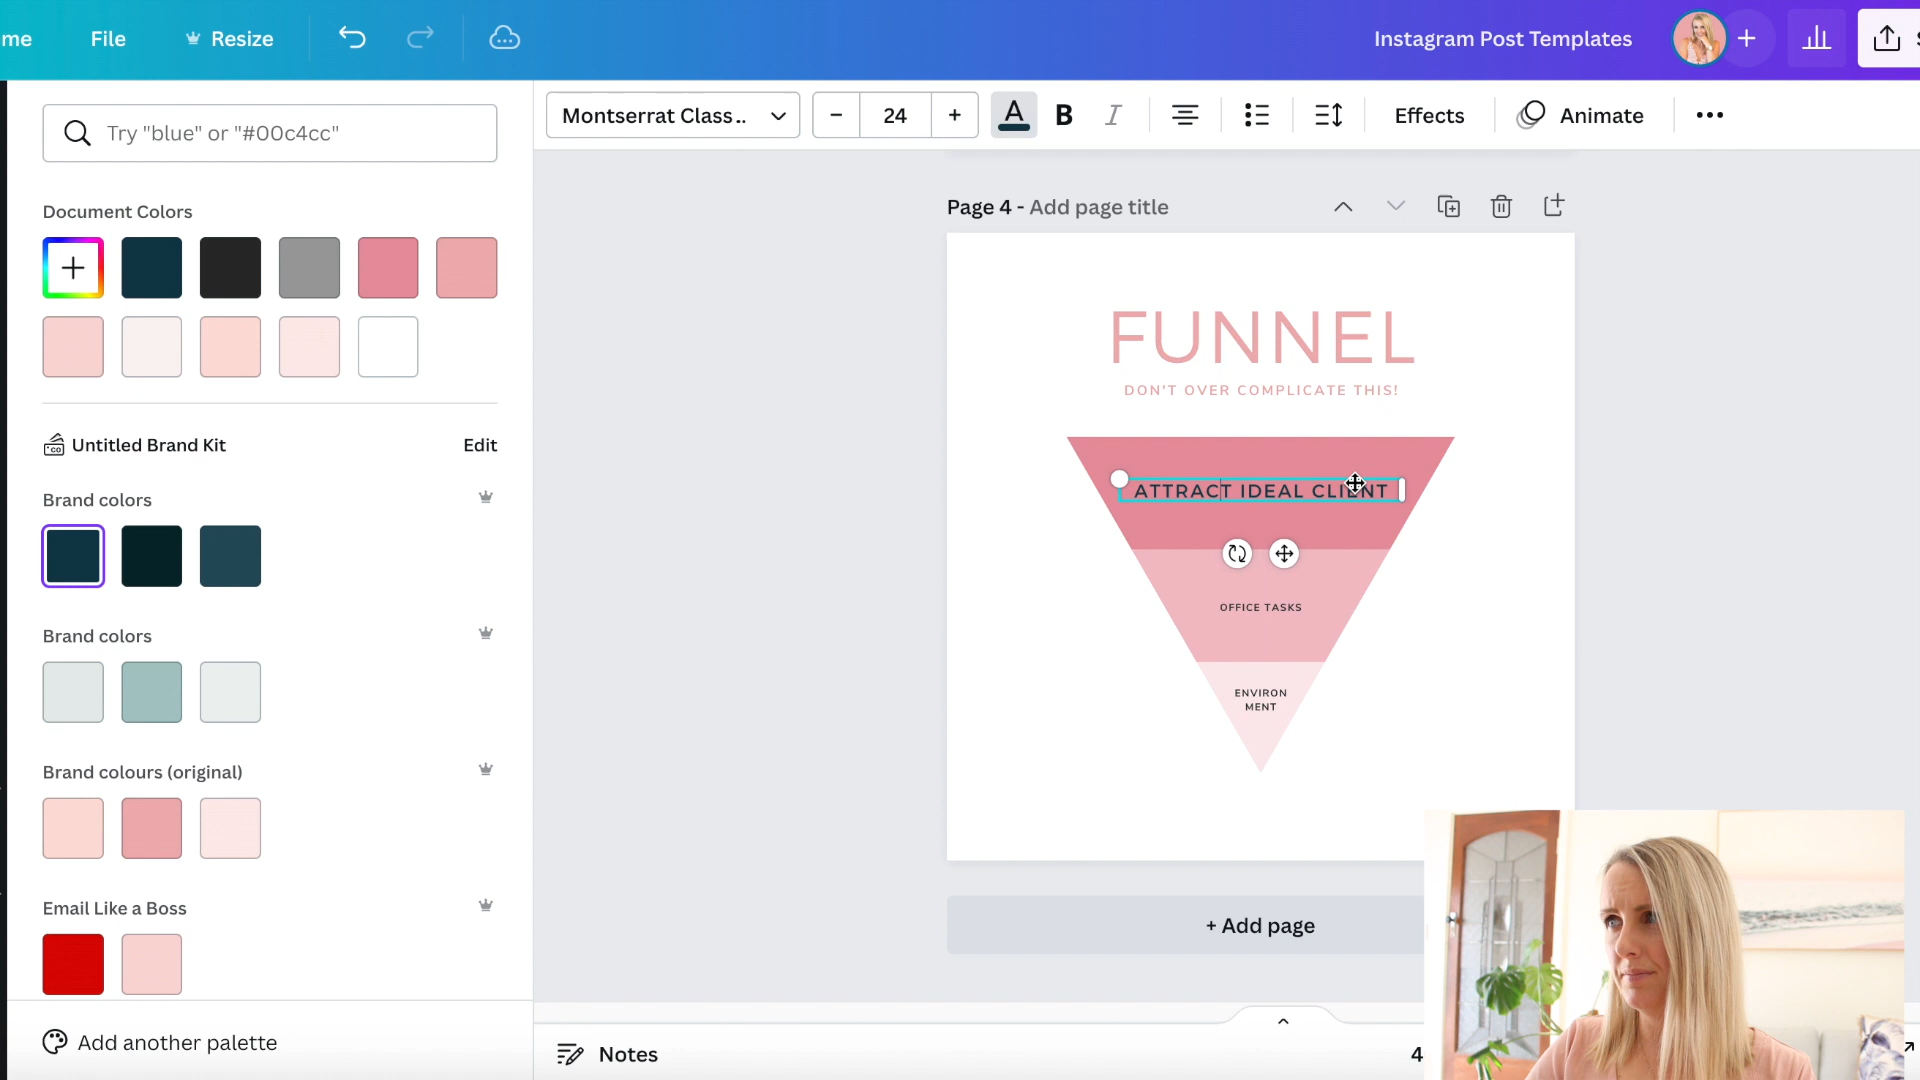 me
File
Resize
Instagram Post Templates
Try "blue" or "#00c4cc"
Montserrat Class..
24
A
B
I
Effects
Animate
Document Colors
Page 4 - Add page title
FUNNEL
DON'T OVER COMPLICATE THIS!
Untitled Brand Kit
Edit
Brand colors
ATTRACT IDEAL CLIENT
OFFICE TASKS
Brand colors
ENVIRON
MENT
Brand colours (original)
Email Like a Boss
+ Add page
Add another palette
Notes
4